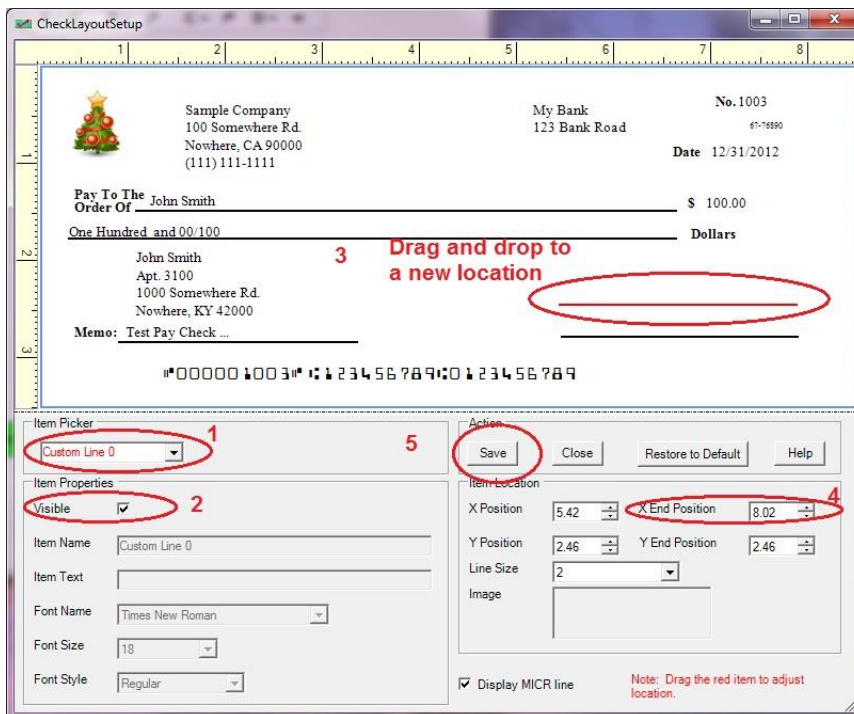 CheckLayoutSetup
1 2 3 4 5 6 7 8
1
2
3
Sample Company
100 Somewhere Rd.
Nowhere, CA 90000
(111) 111-1111
My Bank
123 Bank Road
No. 1003
67-76890
Date 12/31/2012
Pay To The
Order Of John Smith
$ 100.00
One Hundred and 00/100
Dollars
John Smith
Apt. 3100
1000 Somewhere Rd.
Nowhere, KY 42000
3 Drag and drop to
a new location
Memo: Test Pay Check ...
⑈000001003⑈ ⑆123456789⑆0123456789
Item Picker
Custom Line 0
1
5
Action
Save Close Restore to Default Help
Item Properties
Visible
2
Item Name Custom Line 0
Item Text
Font Name Times New Roman
Font Size 18
Font Style Regular
Item Location
X Position 5.42 X End Position 8.02
4
Y Position 2.46 Y End Position 2.46
Line Size 2
Image
Display MICR line
Note: Drag the red item to adjust
location.